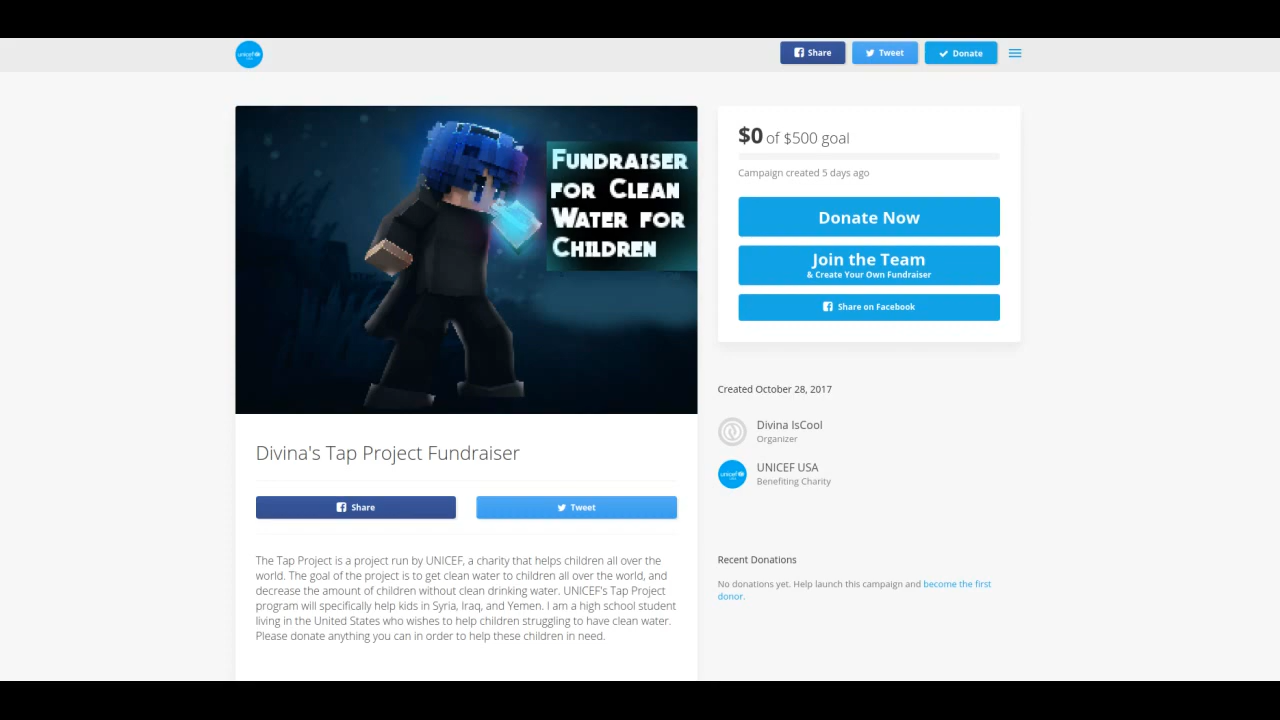 unicef
Share
Tweet
Donate
FUNDRAISER
FOR CLEAN
WATER FOR
CHILDREN
$0 of $500 goal
Campaign created 5 days ago
Donate Now
Join the Team
& Create Your Own Fundraiser
Share on Facebook
Created October 28, 2017
Divina IsCool
Organizer
unicef
UNICEF USA
Benefiting Charity
Recent Donations
No donations yet. Help launch this campaign and become the first
donor.
Divina's Tap Project Fundraiser
Share
Tweet
The Tap Project is a project run by UNICEF, a charity that helps children all over the
world. The goal of the project is to get clean water to children all over the world, and
decrease the amount of children without clean drinking water. UNICEF's Tap Project
program will specifically help kids in Syria, Iraq, and Yemen. I am a high school student
living in the United States who wishes to help children struggling to have clean water.
Please donate anything you can in order to help these children in need.